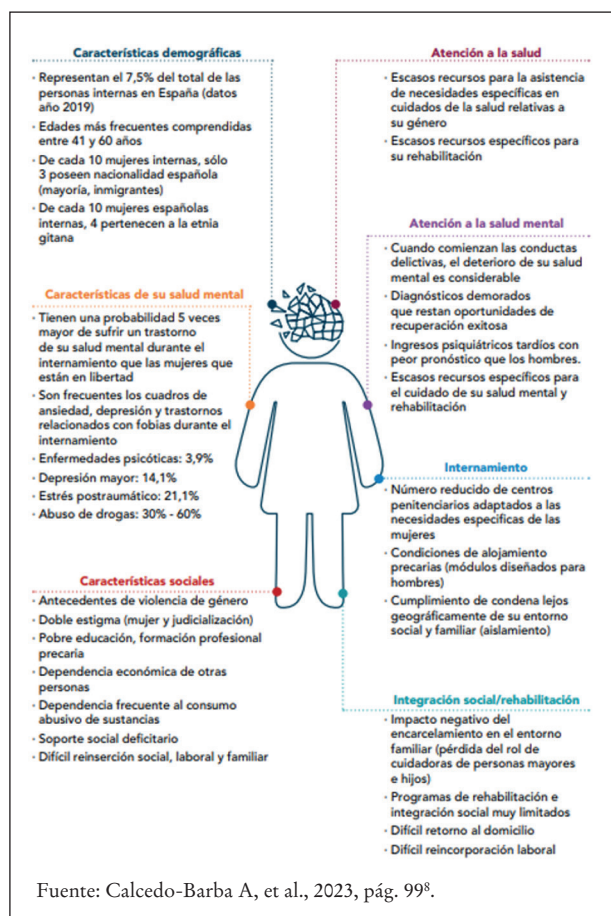 Características demográficas
· Representan el 7,5% del total de las
personas internas en España (datos
año 2019)
· Edades más frecuentes comprendidas
entre 41 y 60 años
· De cada 10 mujeres internas, sólo
3 poseen nacionalidad española
(mayoría, inmigrantes)
· De cada 10 mujeres españolas
internas, 4 pertenecen a la etnia
gitana
Características de su salud mental
· Tienen una probabilidad 5 veces
mayor de sufrir un trastorno
de su salud mental durante el
internamiento que las mujeres que
están en libertad
· Son frecuentes los cuadros de
ansiedad, depresión y trastornos
relacionados con fobias durante el
internamiento
· Enfermedades psicóticas: 3,9%
· Depresión mayor: 14,1%
· Estrés postraumático: 21,1%
· Abuso de drogas: 30% - 60%
Características sociales
· Antecedentes de violencia de género
· Doble estigma (mujer y judicialización)
· Pobre educación, formación profesional
precaria
· Dependencia económica de otras
personas
· Dependencia frecuente al consumo
abusivo de sustancias
· Soporte social deficitario
· Difícil reinserción social, laboral y familiar
Atención a la salud
· Escasos recursos para la asistencia
de necesidades específicas en
cuidados de la salud relativas a
su género
· Escasos recursos específicos para
su rehabilitación
Atención a la salud mental
· Cuando comienzan las conductas
delictivas, el deterioro de su salud
mental es considerable
· Diagnósticos demorados
que restan oportunidades de
recuperación exitosa
· Ingresos psiquiátricos tardíos con
peor pronóstico que los hombres.
· Escasos recursos específicos para
el cuidado de su salud mental y
rehabilitación
Internamiento
· Número reducido de centros
penitenciarios adaptados a las
necesidades especificas de las
mujeres
· Condiciones de alojamiento
precarias (módulos diseñados para
hombres)
· Cumplimiento de condena lejos
geográficamente de su entorno
social y familiar (aislamiento)
Integración social/rehabilitación
· Impacto negativo del
encarcelamiento en el entorno
familiar (pérdida del rol de
cuidadoras de personas mayores
e hijos)
· Programas de rehabilitación e
integración social muy limitados
· Difícil retorno al domicilio
· Difícil reincorporación laboral
Fuente: Calcedo-Barba A, et al., 2023, pág. 99⁸.